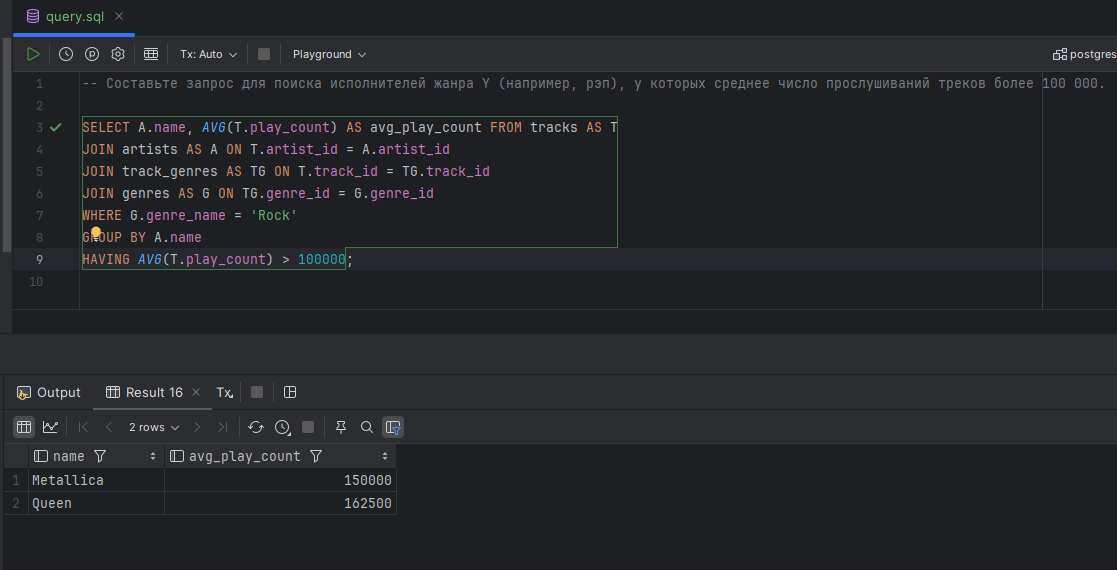 query.sql
Tx: Auto Playground postgres
1 -- Составьте запрос для поиска исполнителей жанра Y (например, рэп), у которых среднее число прослушиваний треков более 100 000.
2
3 SELECT A.name, AVG(T.play_count) AS avg_play_count FROM tracks AS T
4 JOIN artists AS A ON T.artist_id = A.artist_id
5 JOIN track_genres AS TG ON T.track_id = TG.track_id
6 JOIN genres AS G ON TG.genre_id = G.genre_id
7 WHERE G.genre_name = 'Rock'
8 GROUP BY A.name
9 HAVING AVG(T.play_count) > 100000;
10
Output Result 16 Tx
2 rows
name avg_play_count
1 Metallica 150000
2 Queen 162500